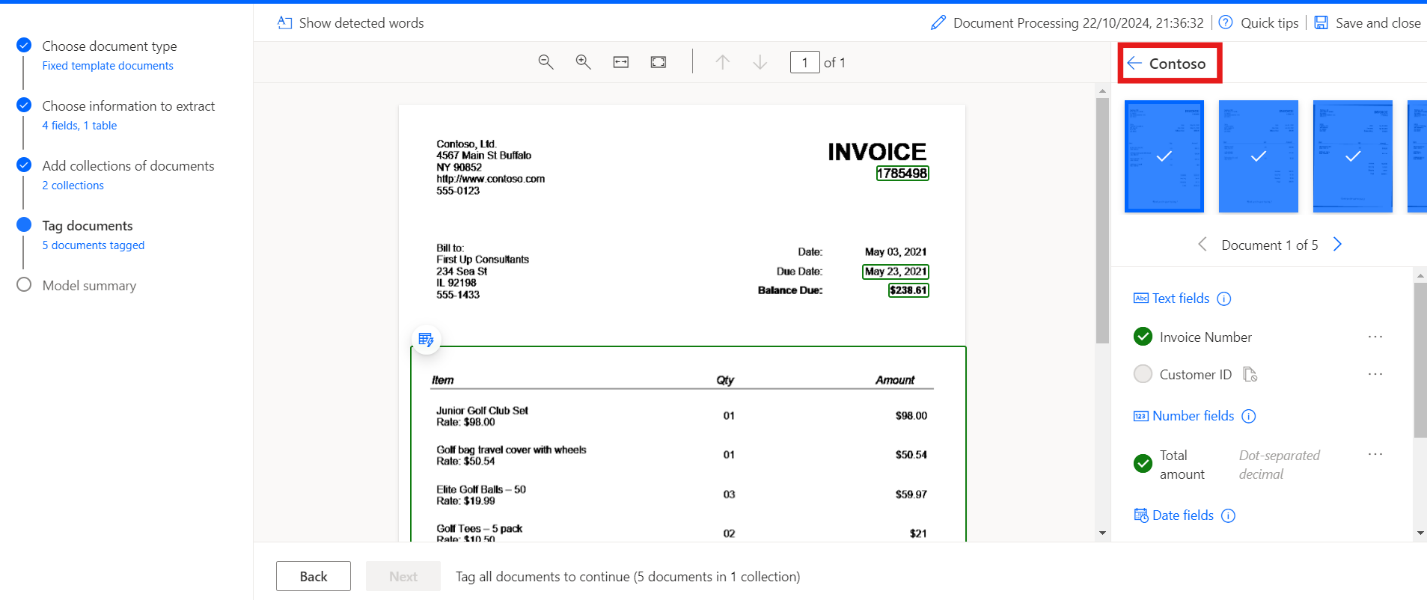 Show detected words
Document Processing 22/10/2024, 21:36:32
Quick tips
Save and close
Choose document type
Fixed template documents
Choose information to extract
4 fields, 1 table
Add collections of documents
2 collections
Tag documents
5 documents tagged
Model summary
1 of 1
Contoso, Ltd.
4567 Main St Buffalo
NY 90852
http://www.contoso.com
555-0123
INVOICE
1785498
Bill to:
First Up Consultants
234 Sea St
IL 92198
555-1433
Date: May 03, 2021
Due Date: May 23, 2021
Balance Due: $238.61
Item Qty Amount
Junior Golf Club Set 01 $98.00
Rate: $98.00
Golf bag travel cover with wheels 01 $50.54
Rate: $50.54
Elite Golf Balls – 50 03 $59.97
Rate: $19.99
Golf Tees – 5 pack 02 $21
Rate: $10.50
Contoso
Document 1 of 5
Abc Text fields
Invoice Number
Customer ID
123 Number fields
Total amount
Dot-separated decimal
Date fields
Back
Next
Tag all documents to continue (5 documents in 1 collection)